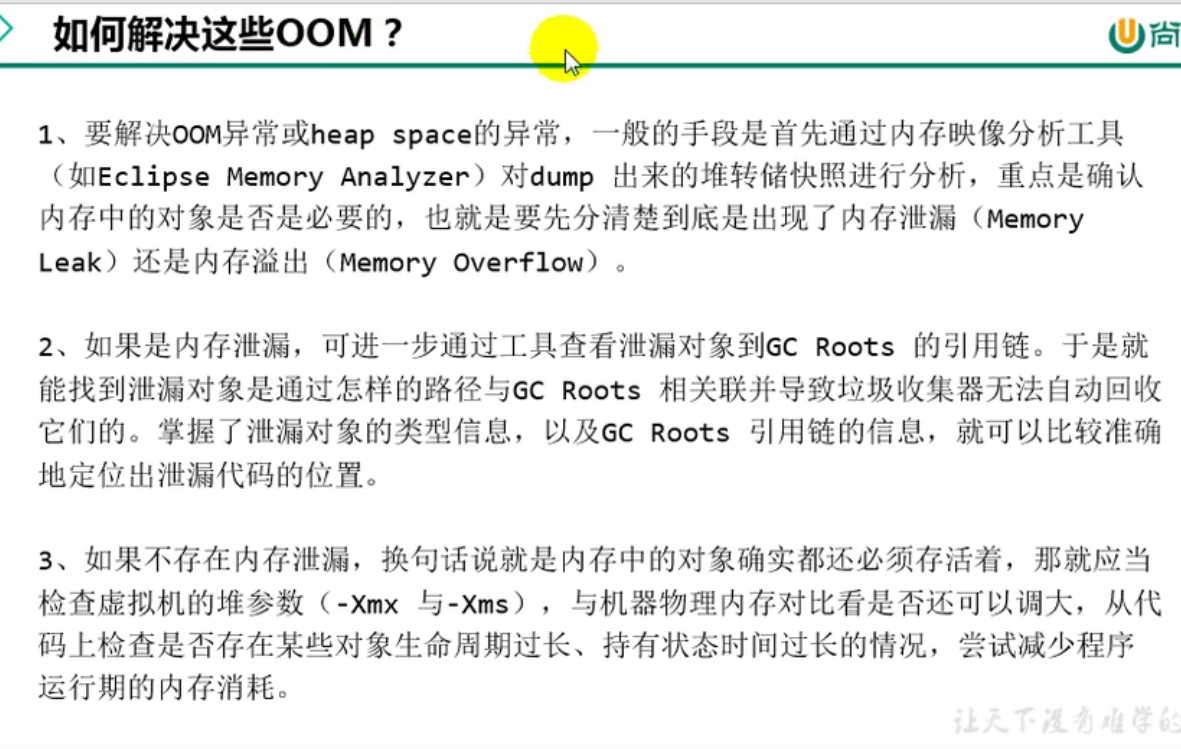 如何解决这些OOM？
尚
1、要解决OOM异常或heap space的异常，一般的手段是首先通过内存映像分析工具
（如Eclipse Memory Analyzer）对dump 出来的堆转储快照进行分析，重点是确认
内存中的对象是否是必要的，也就是要先分清楚到底是出现了内存泄漏（Memory
Leak）还是内存溢出（Memory Overflow）。
2、如果是内存泄漏，可进一步通过工具查看泄漏对象到GC Roots 的引用链。于是就
能找到泄漏对象是通过怎样的路径与GC Roots 相关联并导致垃圾收集器无法自动回收
它们的。掌握了泄漏对象的类型信息，以及GC Roots 引用链的信息，就可以比较准确
地定位出泄漏代码的位置。
3、如果不存在内存泄漏，换句话说就是内存中的对象确实都还必须存活着，那就应当
检查虚拟机的堆参数（-Xmx 与-Xms），与机器物理内存对比看是否还可以调大，从代
码上检查是否存在某些对象生命周期过长、持有状态时间过长的情况，尝试减少程序
运行期的内存消耗。
让天下没有难学的